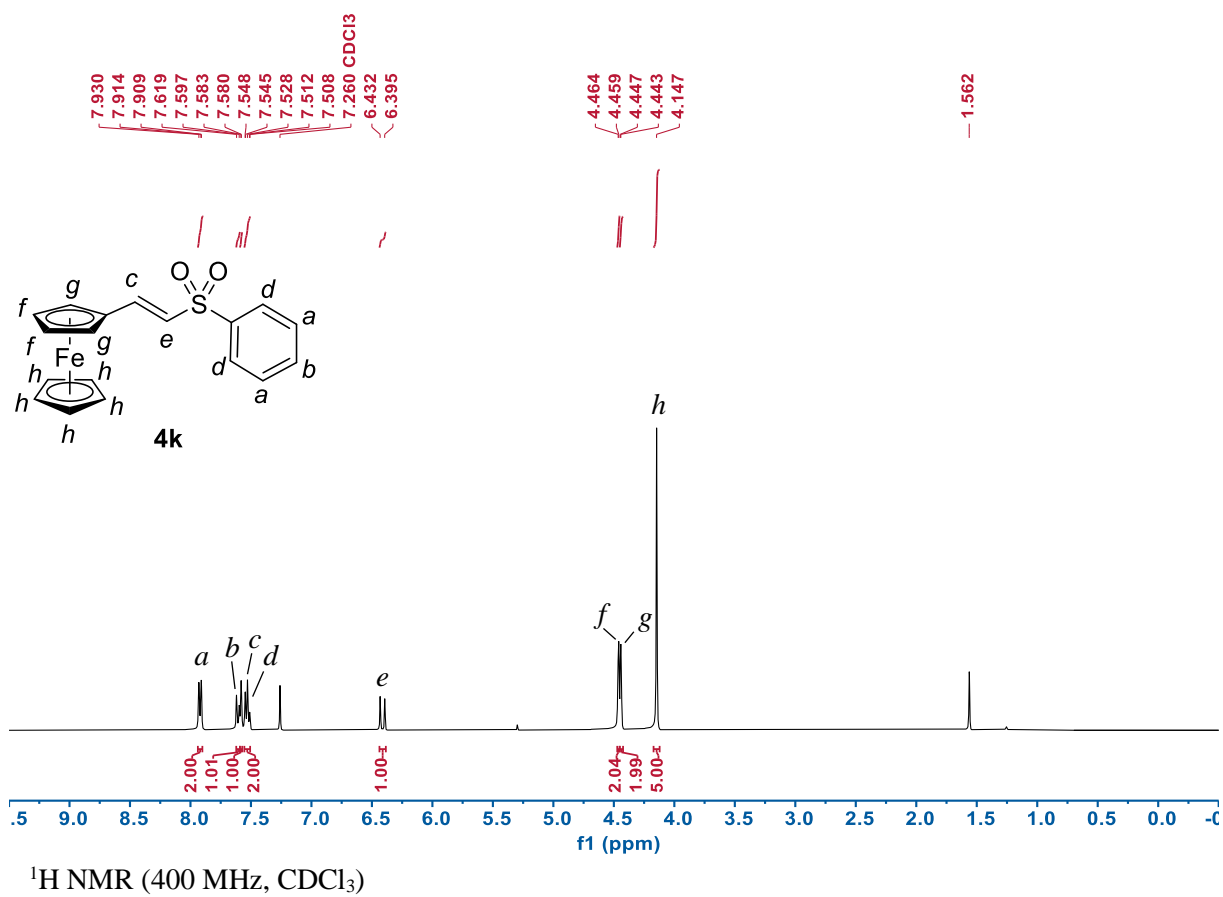 7.930
7.914
7.909
7.619
7.597
7.583
7.580
7.548
7.545
7.528
7.512
7.508
7.260 CDCl3
6.432
6.395
4.464
4.459
4.447
4.443
4.147
1.562
O O
c
g S d
f a
e
f g
Fe d b
h h a
h h
h
4k
h
f g
a b c d
e
2.00
1.01
1.00
2.00
1.00
2.04
1.99
5.00
.5 9.0 8.5 8.0 7.5 7.0 6.5 6.0 5.5 5.0 4.5 4.0 3.5 3.0 2.5 2.0 1.5 1.0 0.5 0.0 -0
f1 (ppm)
¹H NMR (400 MHz, CDCl₃)